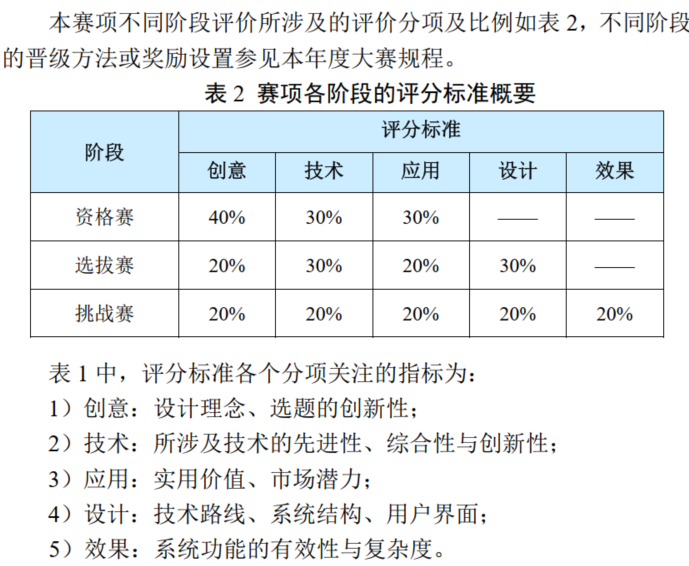 本赛项不同阶段评价所涉及的评价分项及比例如表 2，不同阶段
的晋级方法或奖励设置参见本年度大赛规程。
表 2 赛项各阶段的评分标准概要
阶段 评分标准
创意 技术 应用 设计 效果
资格赛 40% 30% 30% —— ——
选拔赛 20% 30% 20% 30% ——
挑战赛 20% 20% 20% 20% 20%
表 1 中，评分标准各个分项关注的指标为：
1）创意：设计理念、选题的创新性；
2）技术：所涉及技术的先进性、综合性与创新性；
3）应用：实用价值、市场潜力；
4）设计：技术路线、系统结构、用户界面；
5）效果：系统功能的有效性与复杂度。